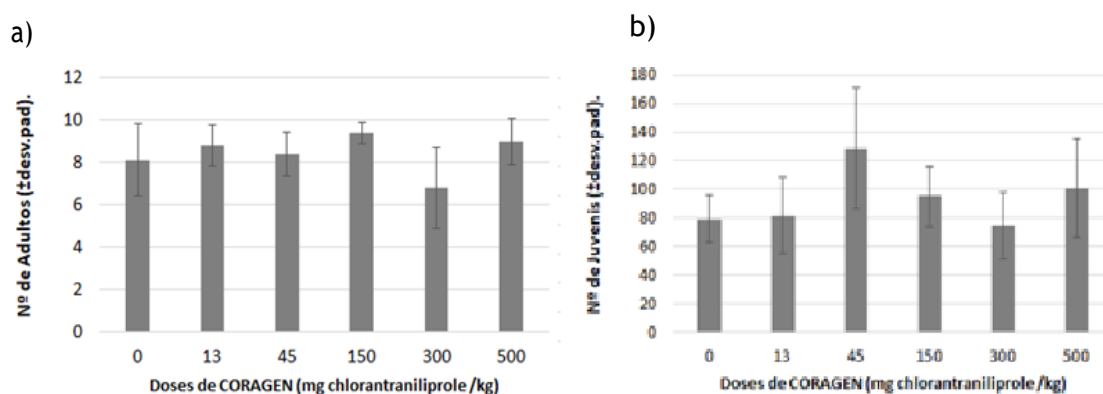 a)
12
10
8
6
4
2
0
Nº de Adultos (±desv.pad).
0 13 45 150 300 500
Doses de CORAGEN (mg chlorantraniliprole /kg)
b)
180
160
140
120
100
80
60
40
20
0
Nº de Juvenis (±desv.pad).
0 13 45 150 300 500
Doses de CORAGEN (mg chlorantraniliprole /kg)